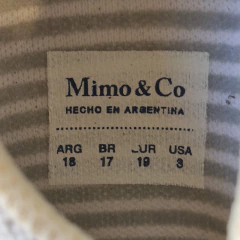 Mimo & Co
HECHO EN ARGENTINA
ARG BR EUR USA
18 17 19 3